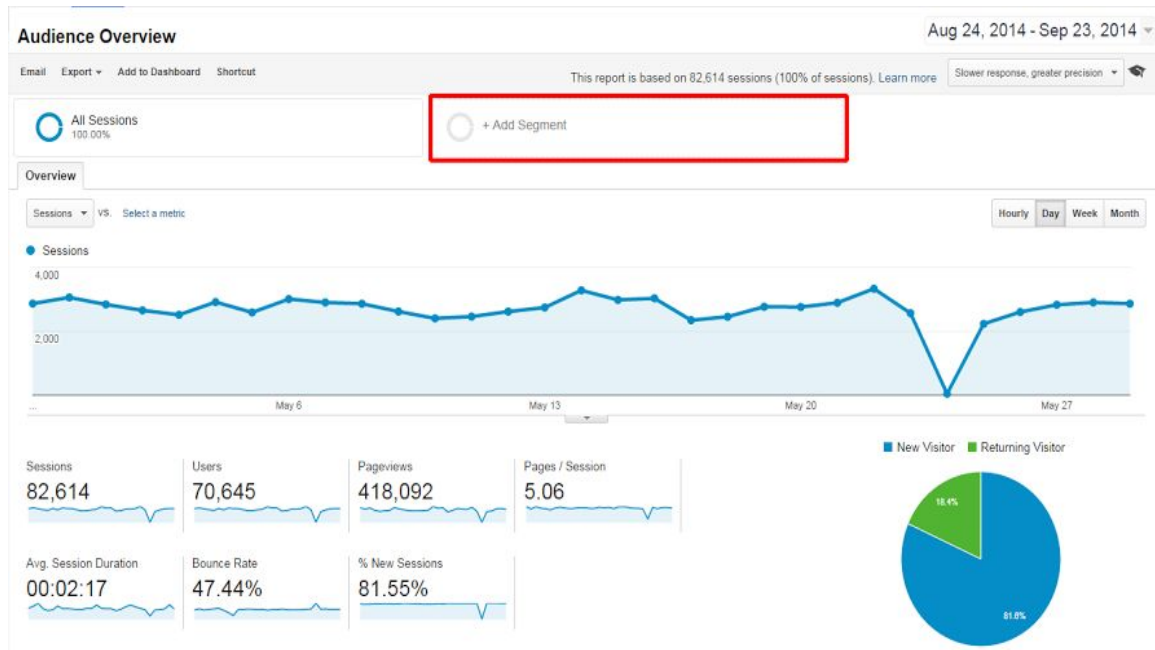 Audience Overview
Aug 24, 2014 - Sep 23, 2014
Email Export Add to Dashboard Shortcut
This report is based on 82,614 sessions (100% of sessions). Learn more
Slower response, greater precision
All Sessions
100.00%
+ Add Segment
Overview
Sessions VS. Select a metric
Hourly Day Week Month
Sessions
4,000
2,000
... May 6 May 13 May 20 May 27
New Visitor Returning Visitor
Sessions Users Pageviews Pages / Session
82,614 70,645 418,092 5.06
18.4%
Avg. Session Duration Bounce Rate % New Sessions
00:02:17 47.44% 81.55%
81.6%